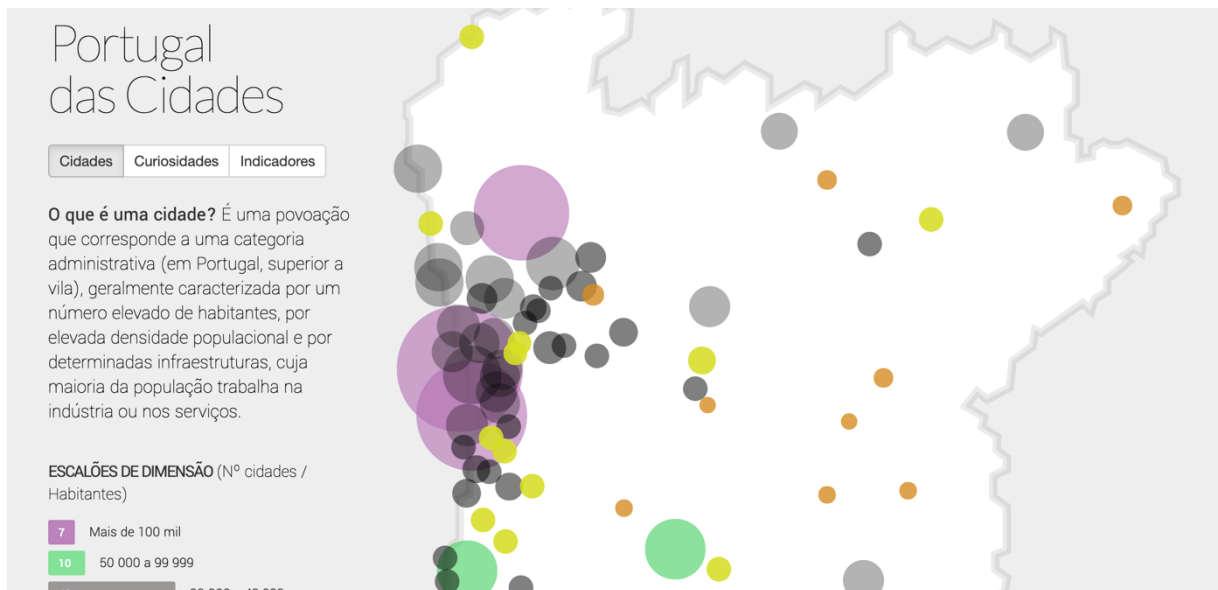 Portugal
das Cidades
Cidades
Curiosidades
Indicadores
O que é uma cidade? É uma povoação
que corresponde a uma categoria
administrativa (em Portugal, superior a
vila), geralmente caracterizada por um
número elevado de habitantes, por
elevada densidade populacional e por
determinadas infraestruturas, cuja
maioria da população trabalha na
indústria ou nos serviços.
ESCALÕES DE DIMENSÃO (Nº cidades /
Habitantes)
7 Mais de 100 mil
10 50 000 a 99 999